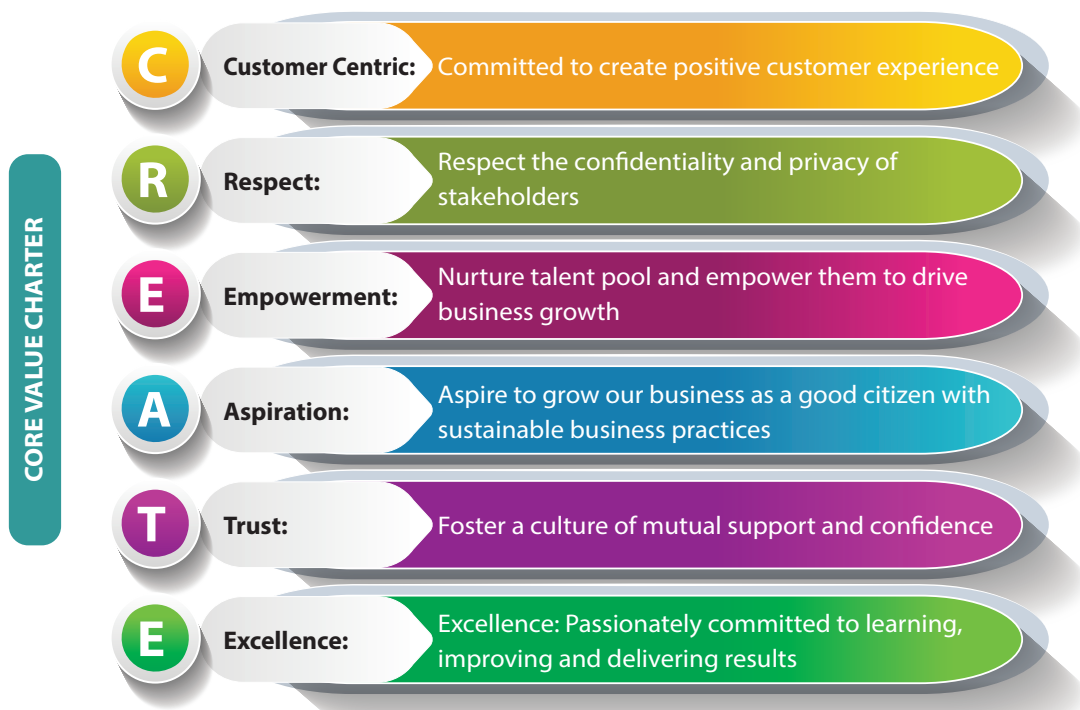 CORE VALUE CHARTER
C
Customer Centric:
Committed to create positive customer experience
R
Respect:
Respect the confidentiality and privacy of
stakeholders
E
Empowerment:
Nurture talent pool and empower them to drive
business growth
A
Aspiration:
Aspire to grow our business as a good citizen with
sustainable business practices
T
Trust:
Foster a culture of mutual support and confidence
E
Excellence:
Excellence: Passionately committed to learning,
improving and delivering results